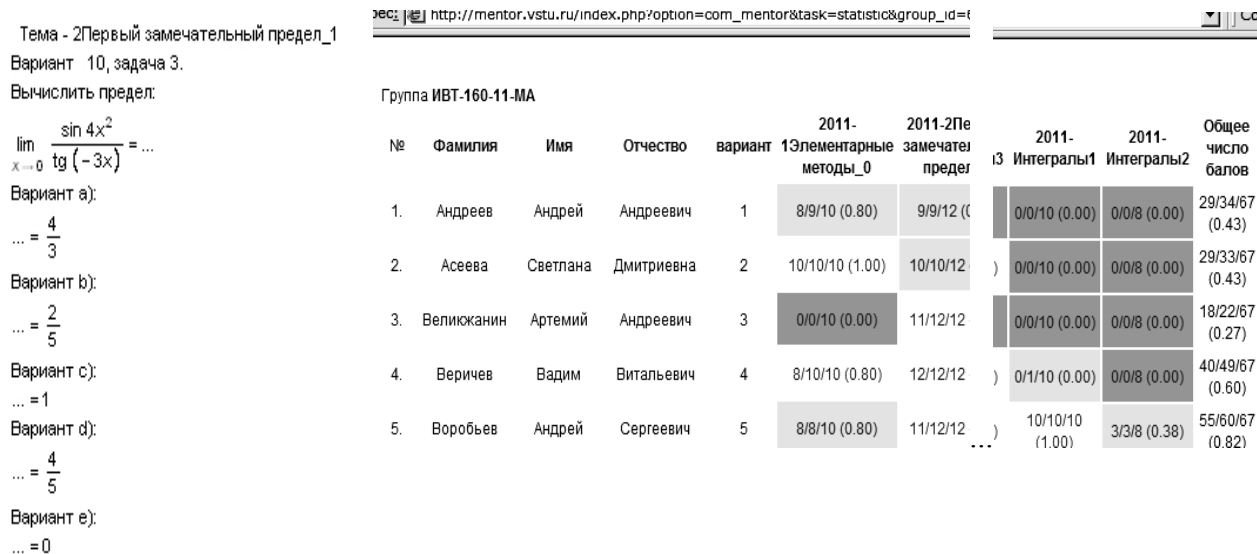 Тема - 2Первый замечательный предел_1
Вариант 10, задача 3.
Вычислить предел:
lim x→0 sin 4x² / tg (−3x) = ...
Вариант a):
... = 4/3
Вариант b):
... = 2/5
Вариант c):
... =1
Вариант d):
... = 4/5
Вариант e):
... =0
http://mentor.vstu.ru/index.php?option=com_mentor&task=statistic&group_id=
Группа ИВТ-160-11-МА
№ Фамилия Имя Отчество вариант 2011-1Элементарные методы_0 2011-2Пе замечател предел 2011-Интегралы1 2011-Интегралы2 Общее число балов
1. Андреев Андрей Андреевич 1 8/9/10 (0.80) 9/9/12 0/0/10 (0.00) 0/0/8 (0.00) 29/34/67 (0.43)
2. Асеева Светлана Дмитриевна 2 10/10/10 (1.00) 10/10/12 ) 0/0/10 (0.00) 0/0/8 (0.00) 29/33/67 (0.43)
3. Великжанин Артемий Андреевич 3 0/0/10 (0.00) 11/12/12 0/0/10 (0.00) 0/0/8 (0.00) 18/22/67 (0.27)
4. Веричев Вадим Витальевич 4 8/10/10 (0.80) 12/12/12 ) 0/1/10 (0.00) 0/0/8 (0.00) 40/49/67 (0.60)
5. Воробьев Андрей Сергеевич 5 8/8/10 (0.80) 11/12/12 ... ) 10/10/10 (1.00) 3/3/8 (0.38) 55/60/67 (0.82)